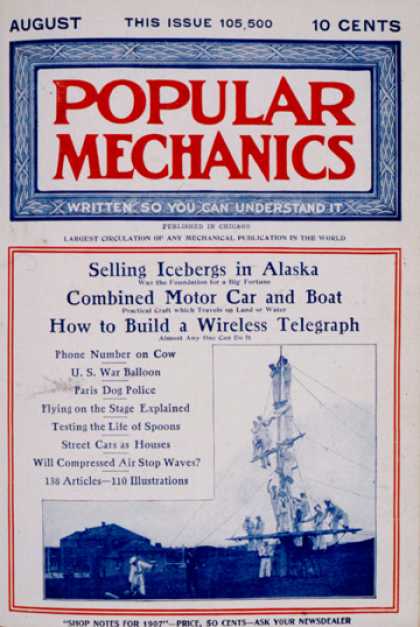 AUGUST THIS ISSUE 105,500 10 CENTS
POPULAR
MECHANICS
WRITTEN SO YOU CAN UNDERSTAND IT
PUBLISHED IN CHICAGO
LARGEST CIRCULATION OF ANY MECHANICAL PUBLICATION IN THE WORLD
Selling Icebergs in Alaska
Was the Foundation for a Big Fortune
Combined Motor Car and Boat
Practical Craft which Travels on Land or Water
How to Build a Wireless Telegraph
Almost Any One Can Do It
Phone Number on Cow
U. S. War Balloon
Paris Dog Police
Flying on the Stage Explained
Testing the Life of Spoons
Street Cars as Houses
Will Compressed Air Stop Waves?
138 Articles—110 Illustrations
"SHOP NOTES FOR 1907"—PRICE, 50 CENTS—ASK YOUR NEWSDEALER